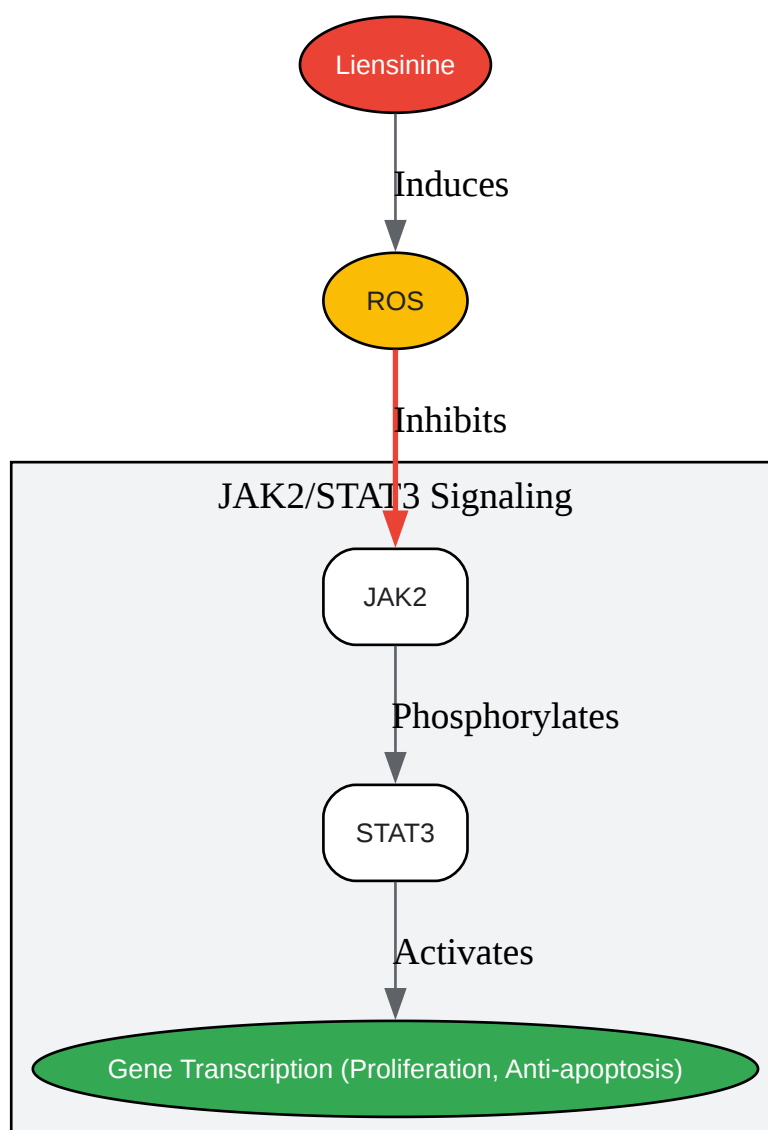 Liensinine
Induces
ROS
Inhibits
JAK2/STAT3 Signaling
JAK2
Phosphorylates
STAT3
Activates
Gene Transcription (Proliferation, Anti-apoptosis)